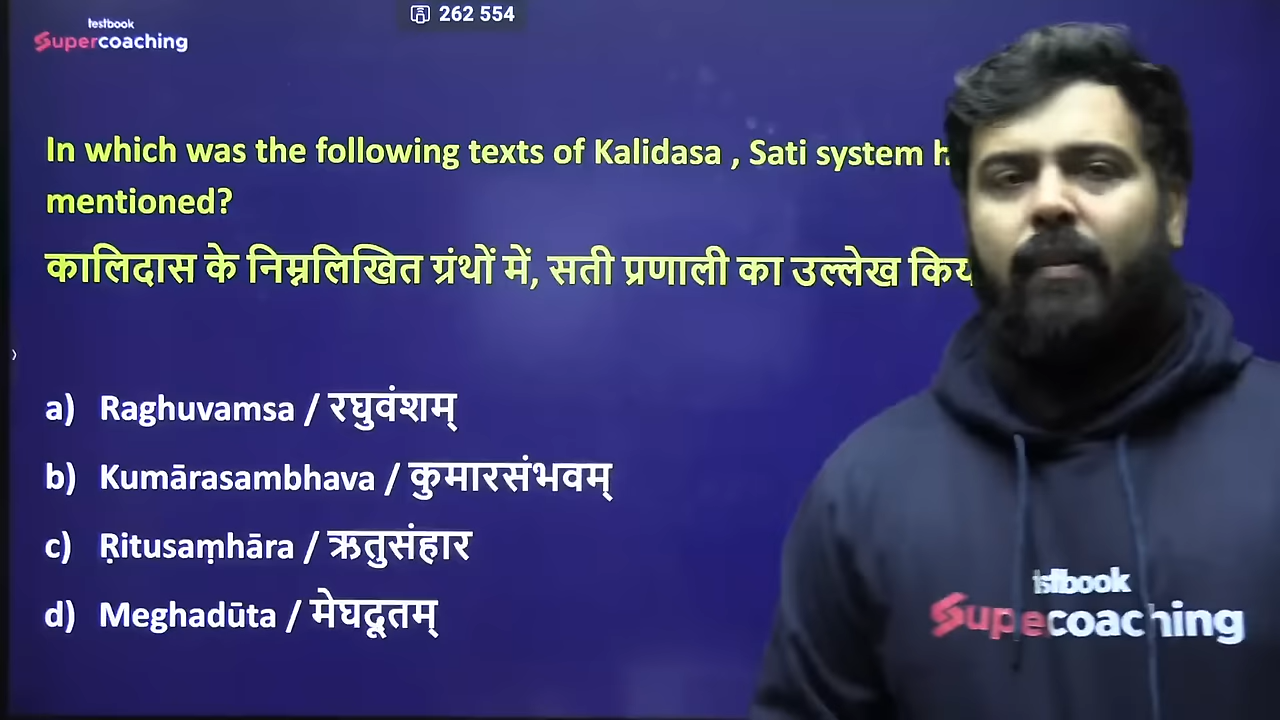 262 554
testbook
Supercoaching
In which was the following texts of Kalidasa , Sati system
mentioned?
कालिदास के निम्नलिखित ग्रंथों में, सती प्रणाली का उल्लेख
a) Raghuvamsa / रघुवंशम्
b) Kumārasambhava / कुमारसंभवम्
c) Ṛitusaṃhāra / ऋतुसंहार
d) Meghadūta / मेघदूतम्
testbook
Supercoaching